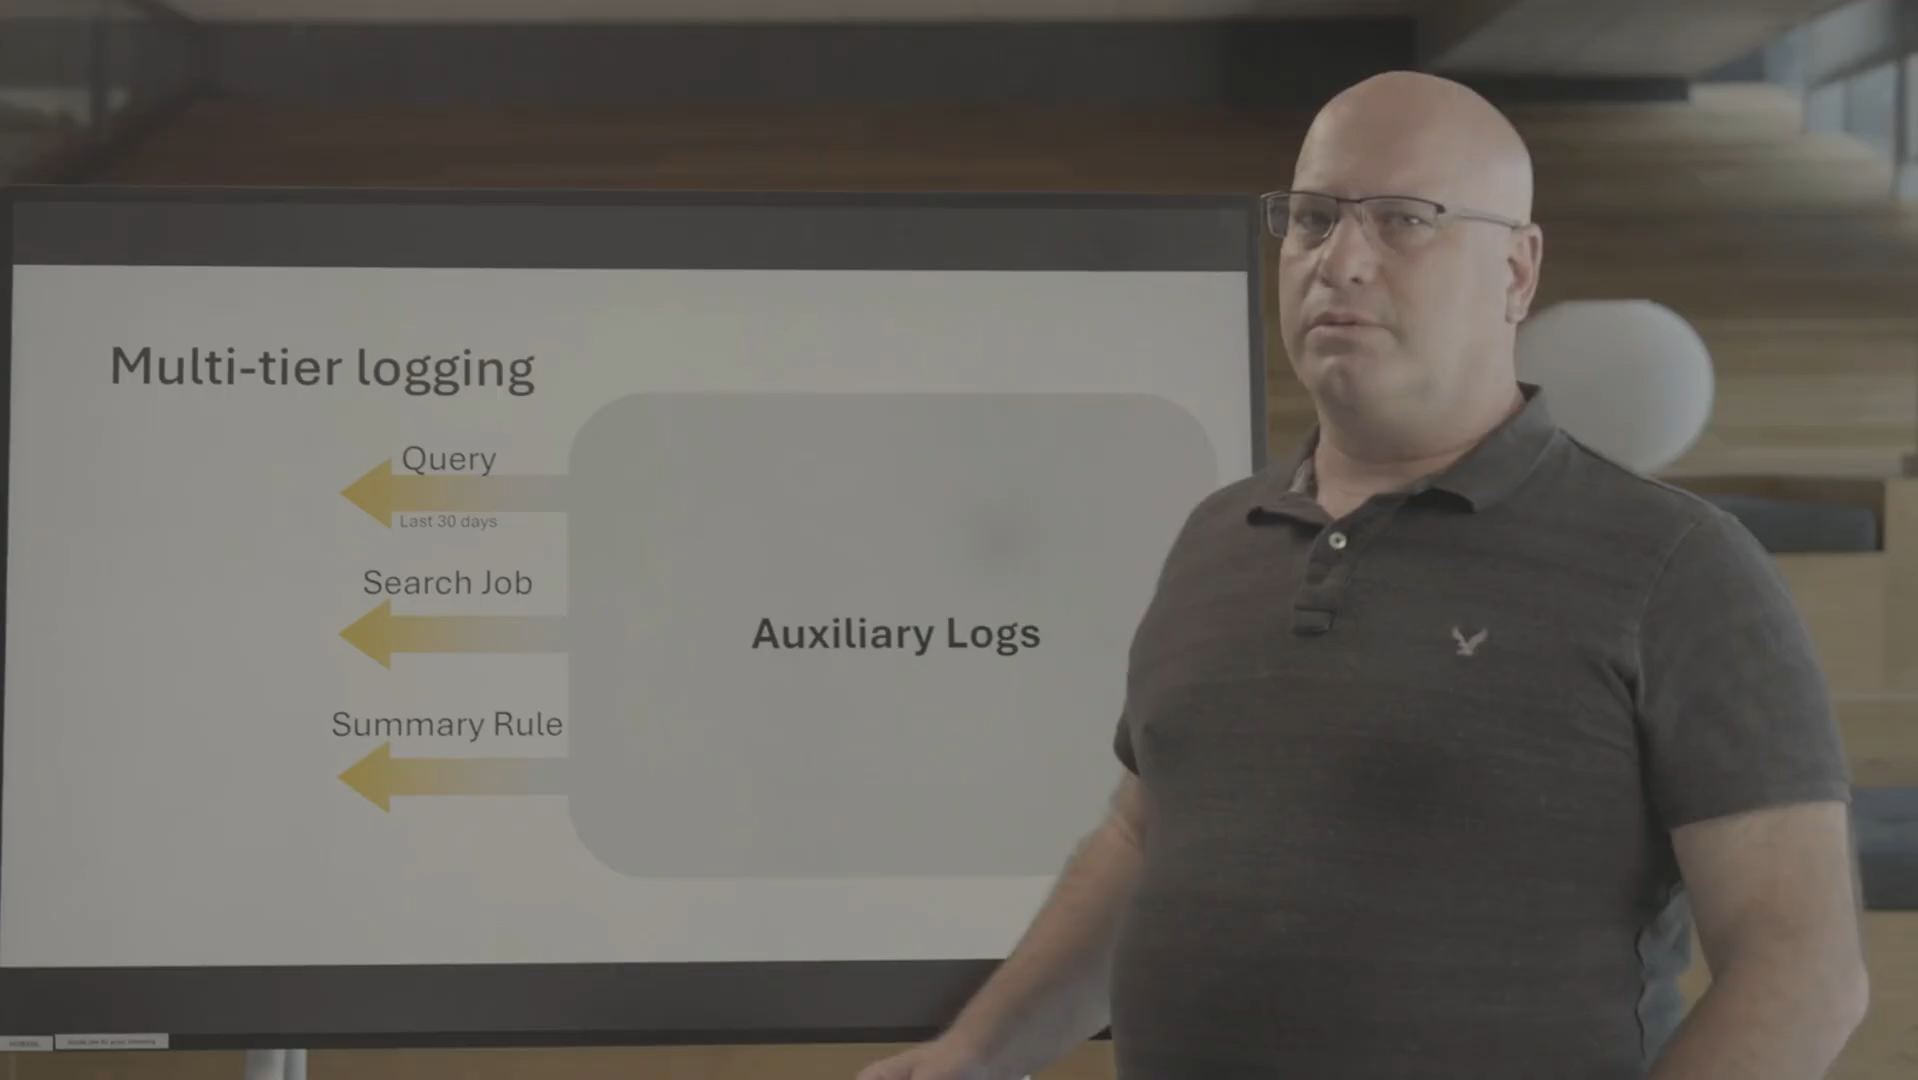 Multi-tier logging
Query
Last 30 days
Search Job
Auxiliary Logs
Summary Rule